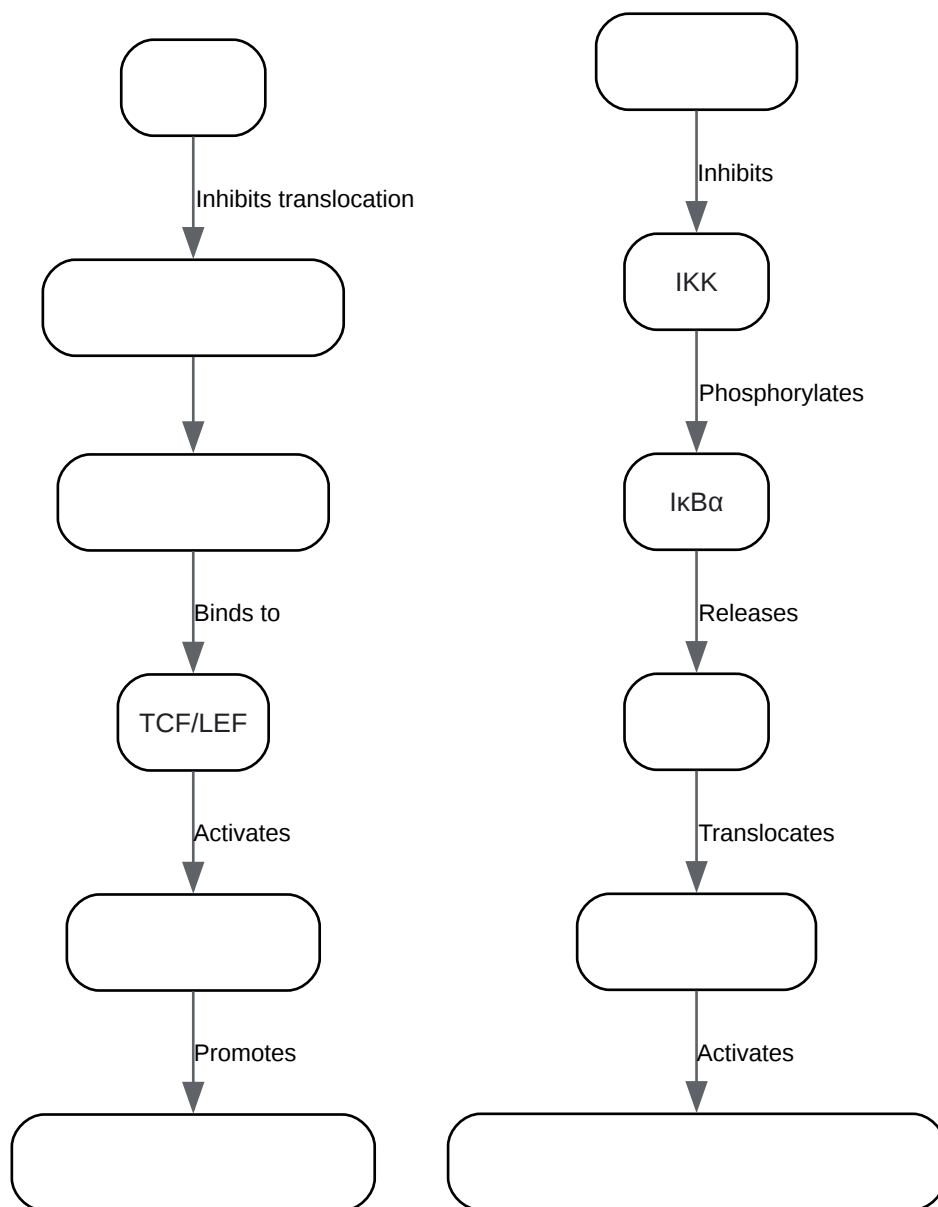 Inhibits translocation
Binds to
TCF/LEF
Activates
Promotes
Inhibits
IKK
Phosphorylates
IκBα
Releases
Translocates
Activates